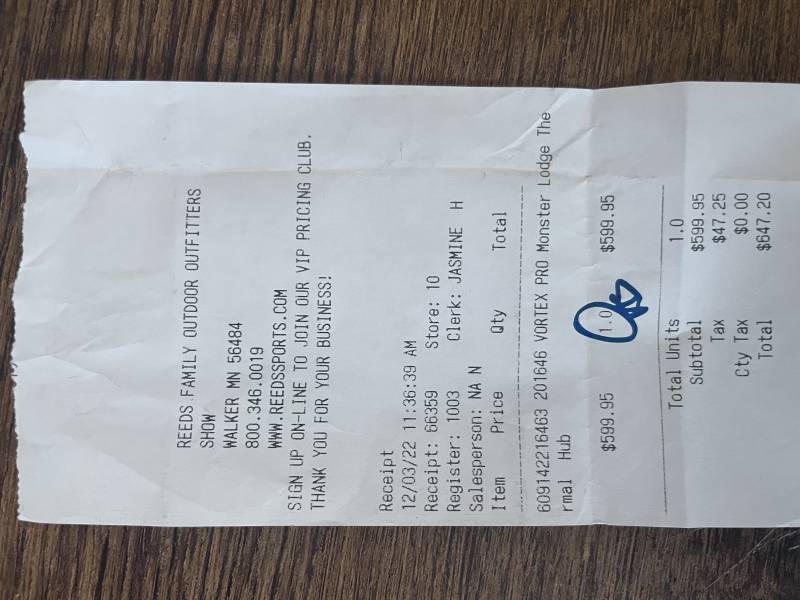 REEDS FAMILY OUTDOOR OUTFITTERS
SHOW
WALKER MN 56484
800.346.0019
WWW.REEDSSPORTS.COM
SIGN UP ON-LINE TO JOIN OUR VIP PRICING CLUB.
THANK YOU FOR YOUR BUSINESS!
Receipt
12/03/22 11:36:39 AM
Receipt: 66359 Store: 10
Register: 1003 Clerk: JASMINE H
Salesperson: NA N
Item Price Qty Total
609142216463 201646 VORTEX PRO Monster Lodge The
rmal Hub
$599.95 1.0 $599.95
Total Units 1.0
Subtotal $599.95
Tax $47.25
Cty Tax $0.00
Total $647.20